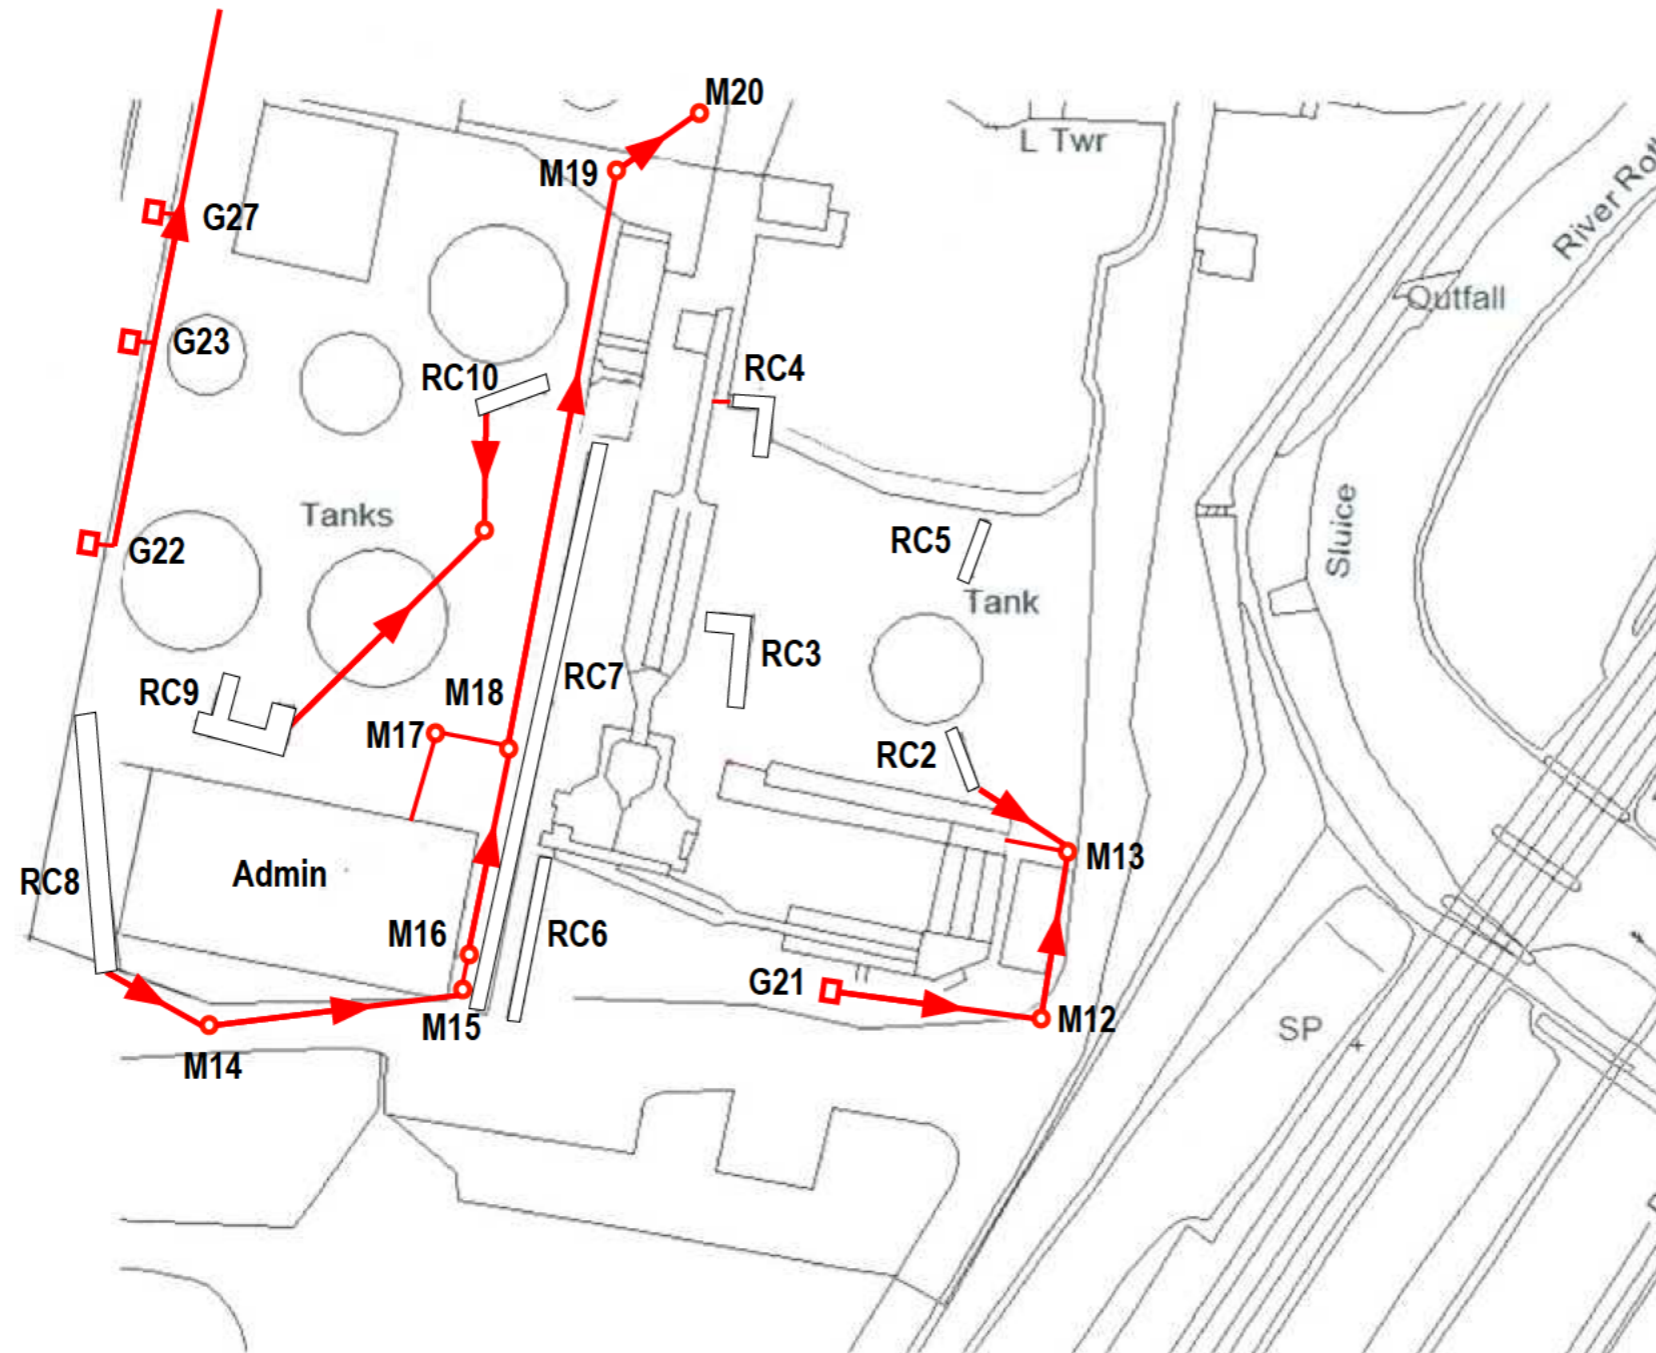 M20
L Twr
M19
G27
River Rot
Outfall
G23
RC10
RC4
Tanks
Sluice
RC5
G22
Tank
RC3
RC7
RC9
M18
M17
RC2
M13
Admin
RC8
M16
RC6
G21
M12
M15
SP
M14